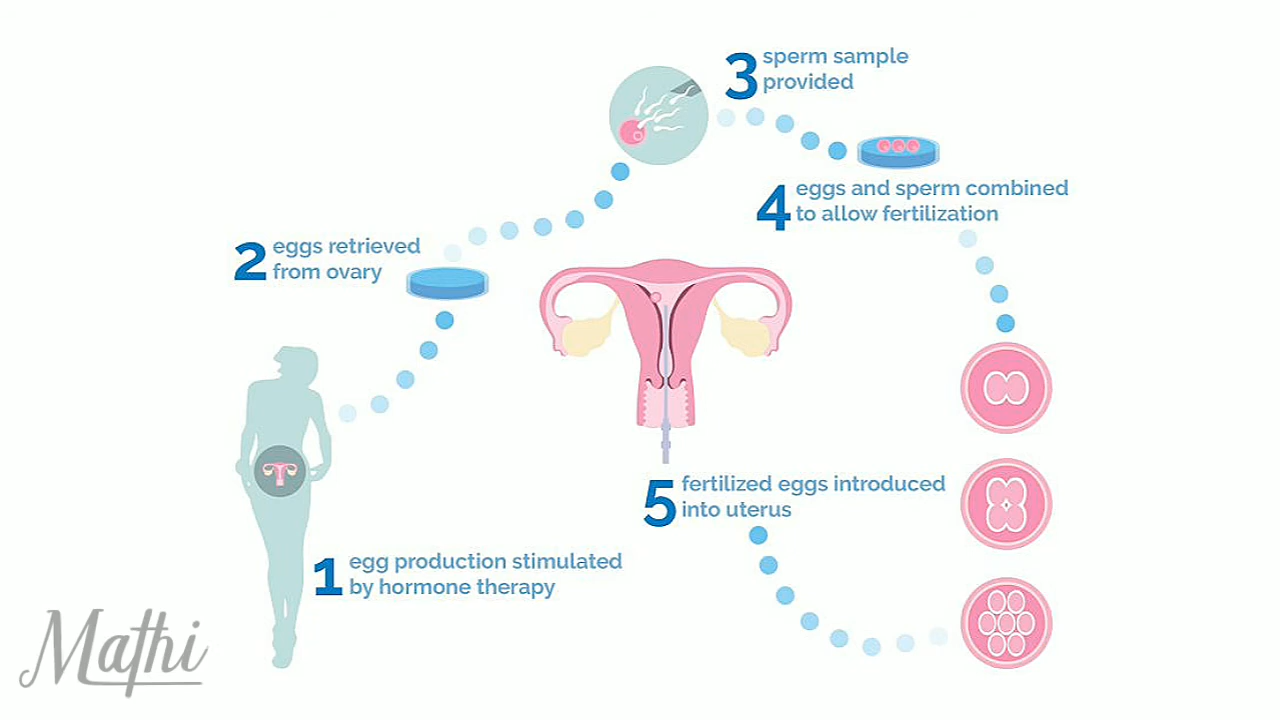 1 egg production stimulated
by hormone therapy
2 eggs retrieved
from ovary
3 sperm sample
provided
4 eggs and sperm combined
to allow fertilization
5 fertilized eggs introduced
into uterus
Mathi